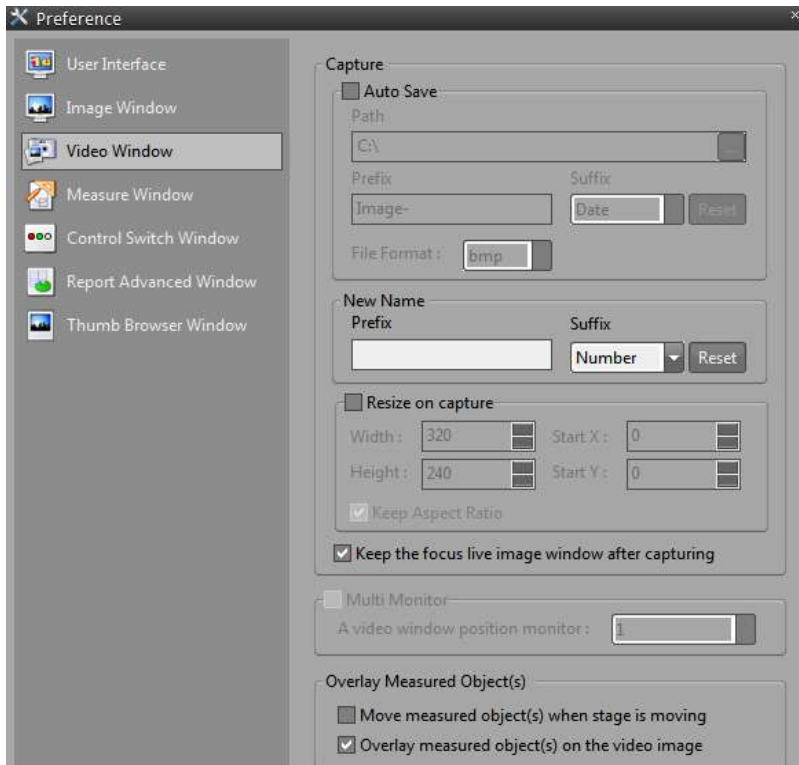 Preference
User Interface
Image Window
Video Window
Measure Window
Control Switch Window
Report Advanced Window
Thumb Browser Window
Capture
Auto Save
Path
C:\
...
Prefix Suffix
Image- Date Reset
File Format : bmp
New Name
Prefix Suffix
Number Reset
Resize on capture
Width : 320 Start X : 0
Height : 240 Start Y : 0
Keep Aspect Ratio
Keep the focus live image window after capturing
Multi Monitor
A video window position monitor : 1
Overlay Measured Object(s)
Move measured object(s) when stage is moving
Overlay measured object(s) on the video image